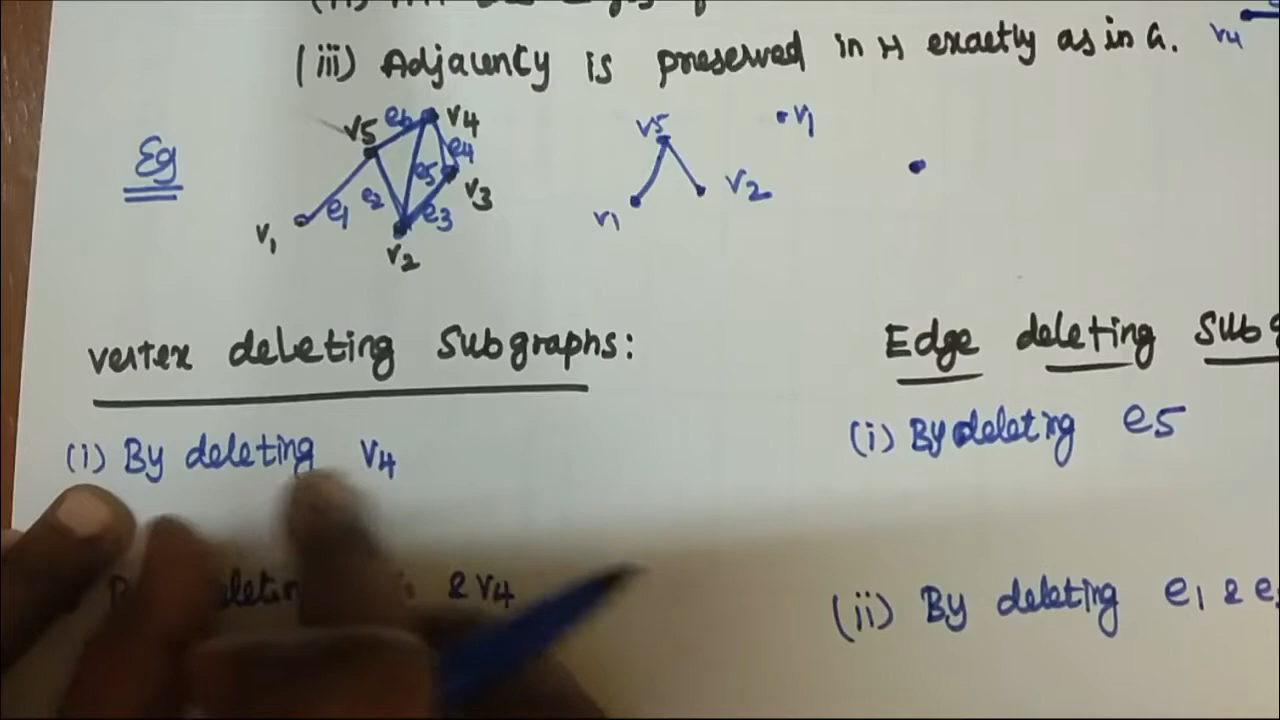 (iii) Adjacency is preserved in H exactly as in G.
v4
Eg
v5 e6 v4
e4
e5
e2
v3
e1 e3
v1
v2
v5
v1 v2
v1
vertex deleting subgraphs:
(i) By deleting v4
& v4
Edge deleting
(i) By deleting e5
(ii) By deleting e1 &